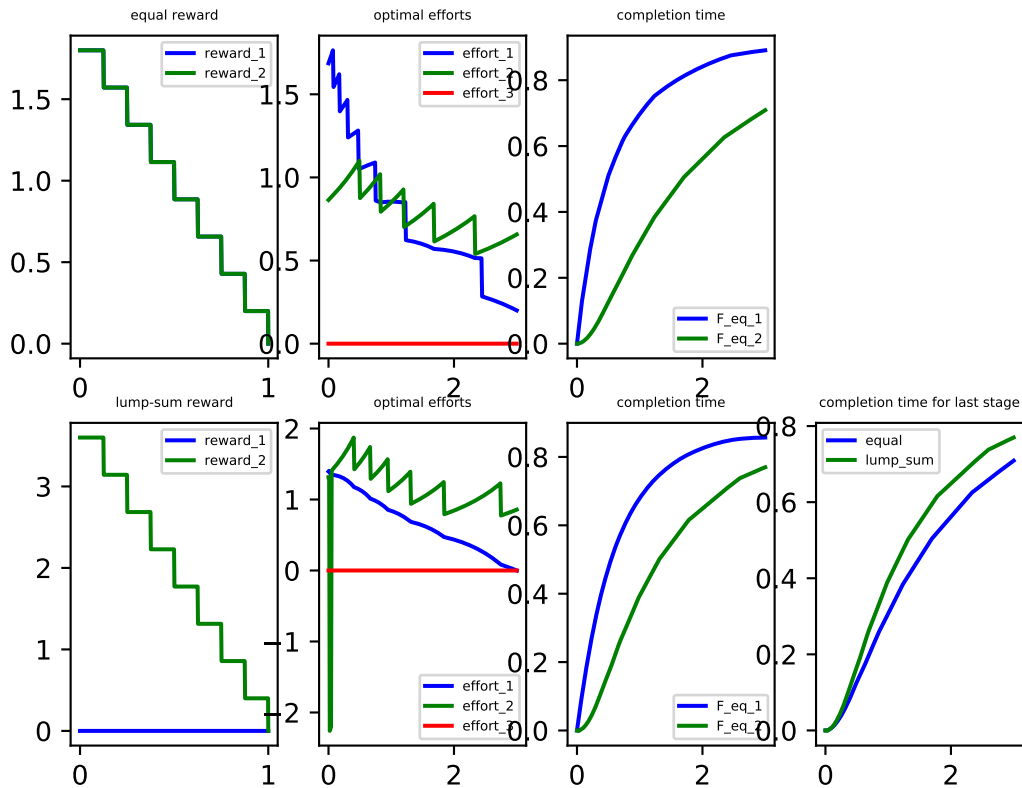 equal reward
reward_1
reward_2
1.5
1.0
0.5
0.0
0
1
optimal efforts
effort_1
effort_2
effort_3
1.5
1.0
0.5
0.0
0
2
completion time
F_eq_1
F_eq_2
0.8
0.6
0.4
0.2
0.0
0
2
lump-sum reward
reward_1
reward_2
3
2
1
0
0
1
optimal efforts
effort_1
effort_2
effort_3
2
1
0
−1
−2
0
2
completion time
F_eq_1
F_eq_2
0.8
0.6
0.4
0.2
0.0
0
2
completion time for last stage
equal
lump_sum
0.8
0.6
0.4
0.2
0.0
0
2